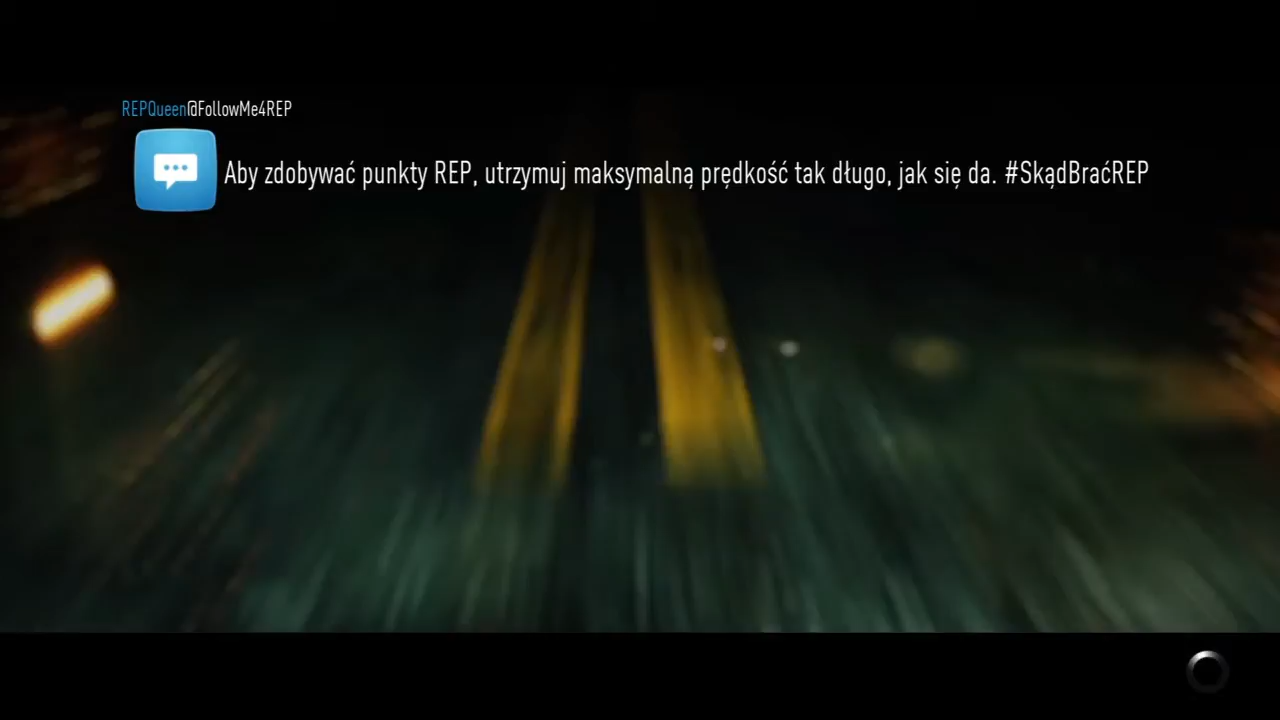 REPQueen@FollowMe4REP
Aby zdobywać punkty REP, utrzymuj maksymalną prędkość tak długo, jak się da. #SkądBraćREP